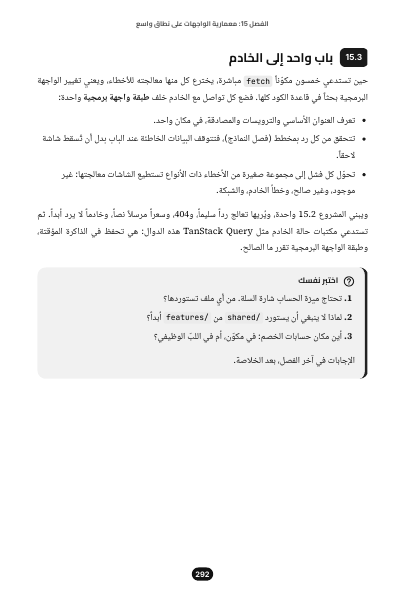 الفصل 15: معمارية الواجهات على نطاق واسع
15.3 باب واحد إلى الخادم
حين تستدعي خمسون مكوّناً fetch مباشرة، يخترع كل منها معالجته للأخطاء، ويعني تغيير الواجهة
البرمجية بحثاً في قاعدة الكود كلها. فضع كل تواصل مع الخادم خلف طبقة واجهة برمجية واحدة:
• تعرف العنوان الأساسي والترويسات والمصادقة، في مكان واحد.
• تتحقق من كل رد بمخطط (فصل النماذج)، فتتوقف البيانات الخاطئة عند الباب بدل أن تُسقط شاشة
لاحقاً.
• تحوّل كل فشل إلى مجموعة صغيرة من الأخطاء ذات الأنواع تستطيع الشاشات معالجتها: غير
موجود، وغير صالح، وخطأ الخادم، والشبكة.
ويبني المشروع 15.2 واحدة، ويُريها تعالج رداً سليماً، و404، وسعراً مرسلاً نصاً، وخادماً لا يرد أبداً. ثم
تستدعي مكتبات حالة الخادم مثل TanStack Query هذه الدوال: هي تحفظ في الذاكرة المؤقتة،
وطبقة الواجهة البرمجية تقرر ما الصالح.
اختبر نفسك
1. تحتاج ميزة الحساب شارة السلة. من أي ملف تستوردها؟
2. لماذا لا ينبغي أن يستورد shared/ من features/ أبداً؟
3. أين مكان حسابات الخصم: في مكوّن، أم في اللبّ الوظيفي؟
الإجابات في آخر الفصل، بعد الخلاصة.
292